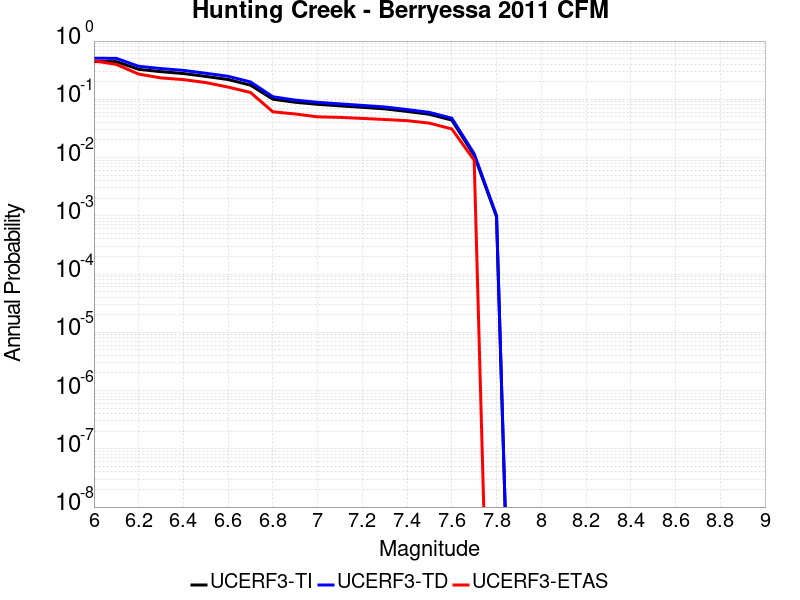 Hunting Creek - Berryessa 2011 CFM
Annual Probability
10^0
10^-1
10^-2
10^-3
10^-4
10^-5
10^-6
10^-7
10^-8
6 6.2 6.4 6.6 6.8 7 7.2 7.4 7.6 7.8 8 8.2 8.4 8.6 8.8 9
Magnitude
UCERF3-TI UCERF3-TD UCERF3-ETAS